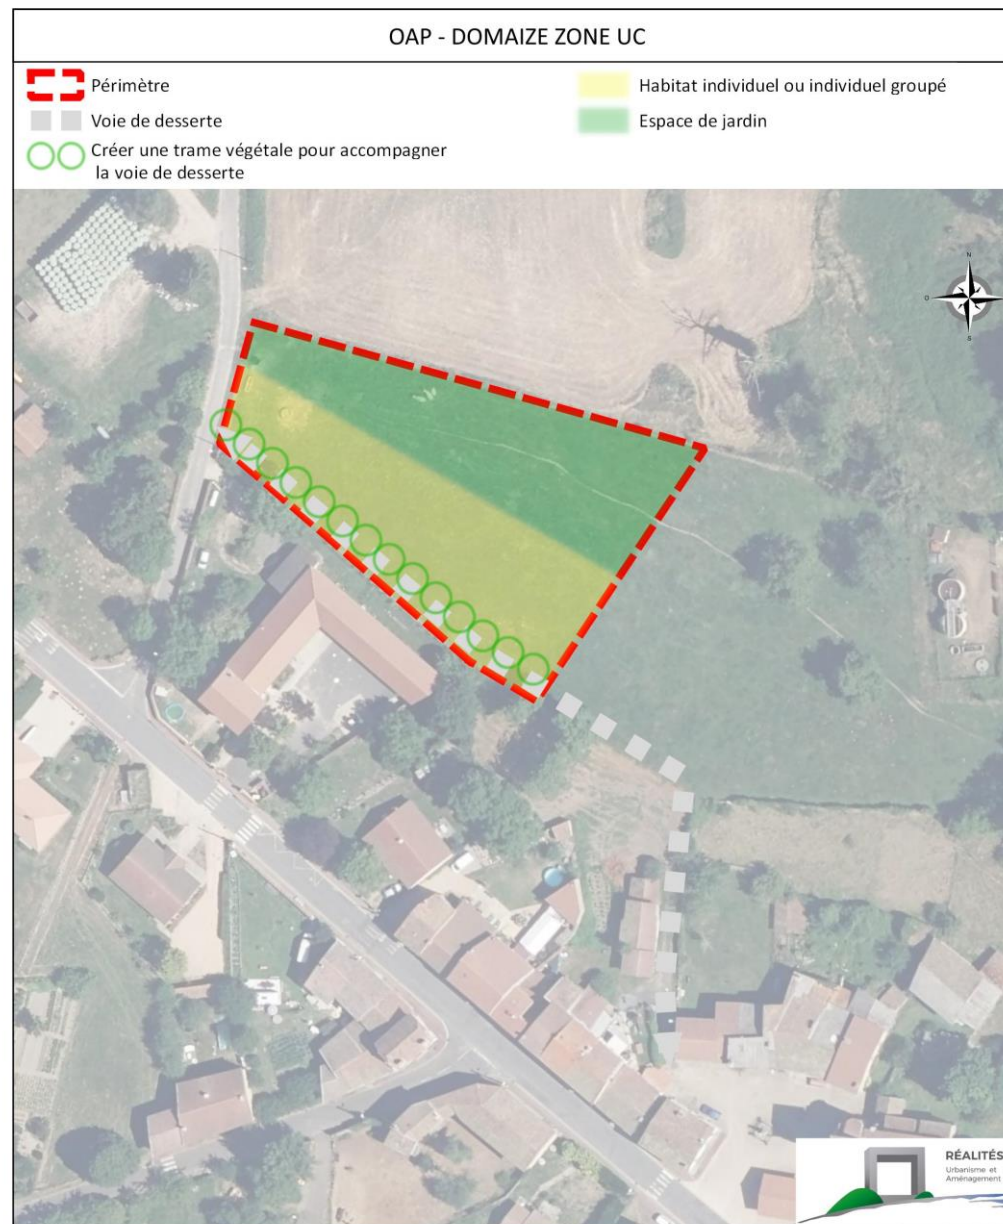 OAP - DOMAIZE ZONE UC
Périmètre
Voie de desserte
Créer une trame végétale pour accompagner
la voie de desserte
Habitat individuel ou individuel groupé
Espace de jardin
N
O
S
RÉALITÉS
Urbanisme et
Aménagement